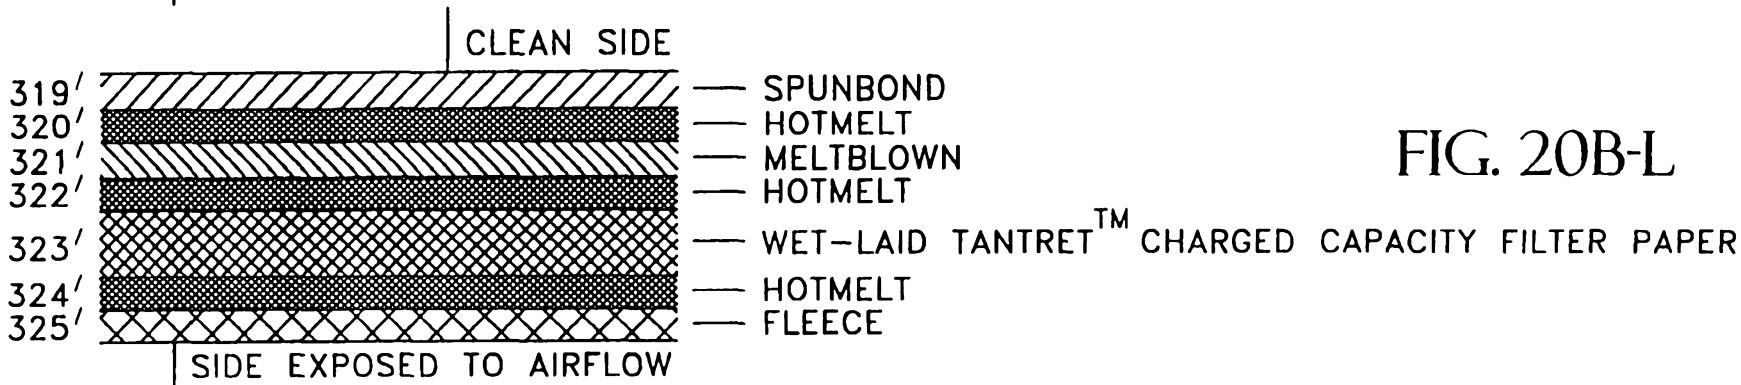 CLEAN SIDE
319′ SPUNBOND
320′ HOTMELT
321′ MELTBLOWN
322′ HOTMELT
323′ WET-LAID TANTRET™ CHARGED CAPACITY FILTER PAPER
324′ HOTMELT
325′ FLEECE
SIDE EXPOSED TO AIRFLOW
FIG. 20B-L